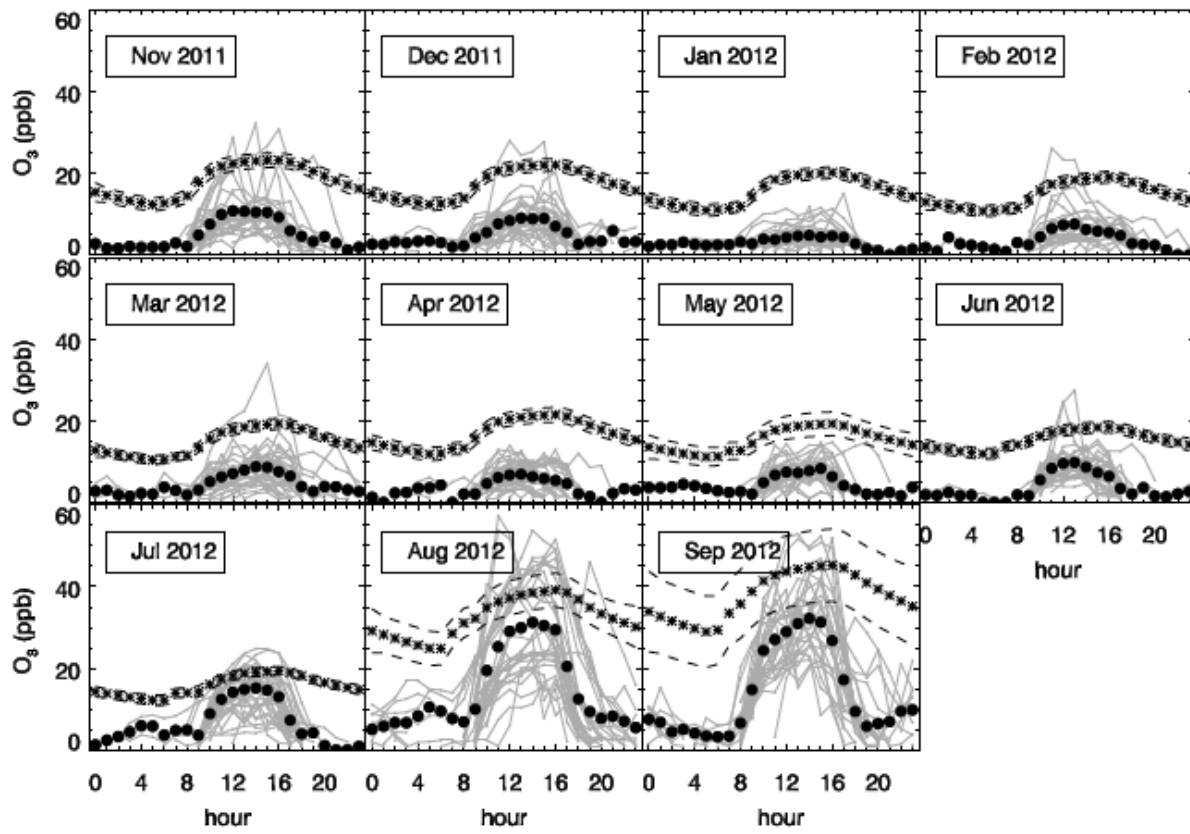 60
40
20
0
O₃ (ppb)
Nov 2011
Dec 2011
Jan 2012
Feb 2012
60
40
20
0
O₃ (ppb)
Mar 2012
Apr 2012
May 2012
Jun 2012
0 4 8 12 16 20
hour
60
40
20
0
O₃ (ppb)
Jul 2012
Aug 2012
Sep 2012
0 4 8 12 16 20
0 4 8 12 16 20
0 4 8 12 16 20
hour
hour
hour